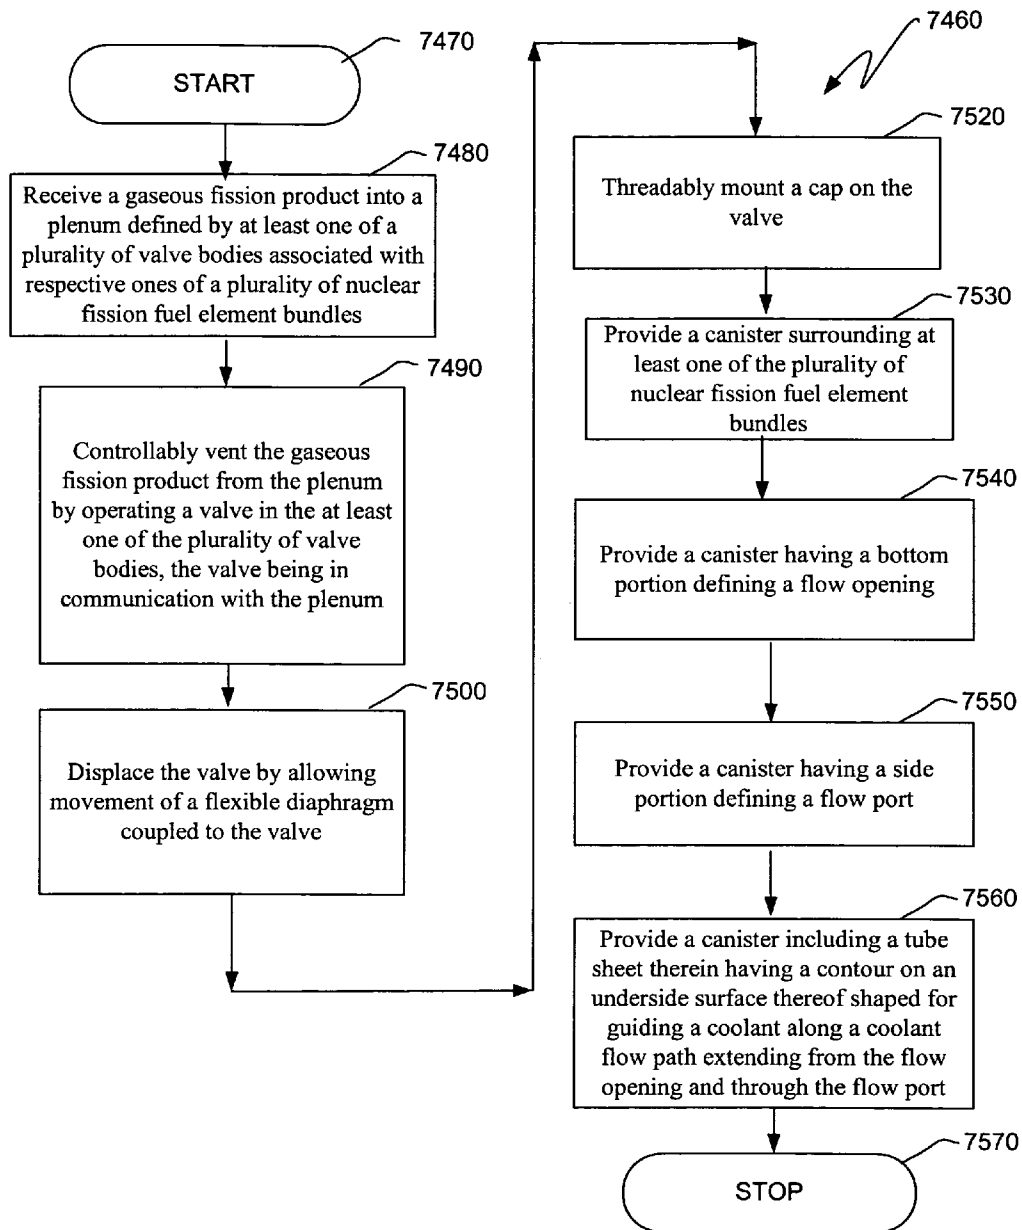 7470
START
7480
Receive a gaseous fission product into a
plenum defined by at least one of a
plurality of valve bodies associated with
respective ones of a plurality of nuclear
fission fuel element bundles
7490
Controllably vent the gaseous
fission product from the plenum
by operating a valve in the at least
one of the plurality of valve
bodies, the valve being in
communication with the plenum
7500
Displace the valve by allowing
movement of a flexible diaphragm
coupled to the valve
7460
7520
Threadably mount a cap on the
valve
7530
Provide a canister surrounding at
least one of the plurality of
nuclear fission fuel element
bundles
7540
Provide a canister having a bottom
portion defining a flow opening
7550
Provide a canister having a side
portion defining a flow port
7560
Provide a canister including a tube
sheet therein having a contour on an
underside surface thereof shaped for
guiding a coolant along a coolant
flow path extending from the flow
opening and through the flow port
7570
STOP